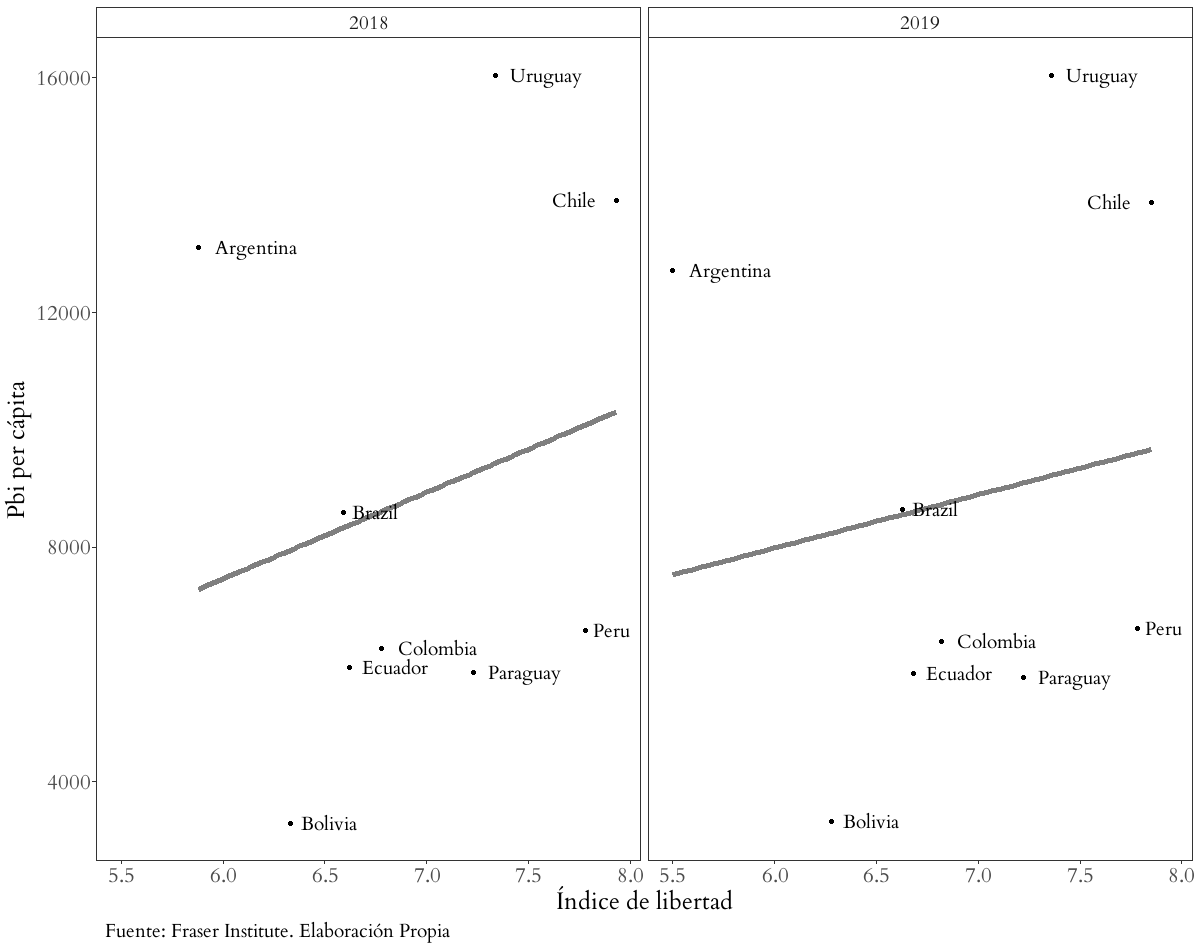 2018
2019
Pbi per cápita
16000
12000
8000
4000
Uruguay
Chile
Argentina
Brazil
Colombia
Ecuador
Paraguay
Peru
Bolivia
Uruguay
Chile
Argentina
Brazil
Colombia
Ecuador
Paraguay
Peru
Bolivia
5.5 6.0 6.5 7.0 7.5 8.0
5.5 6.0 6.5 7.0 7.5 8.0
Índice de libertad
Fuente: Fraser Institute. Elaboración Propia